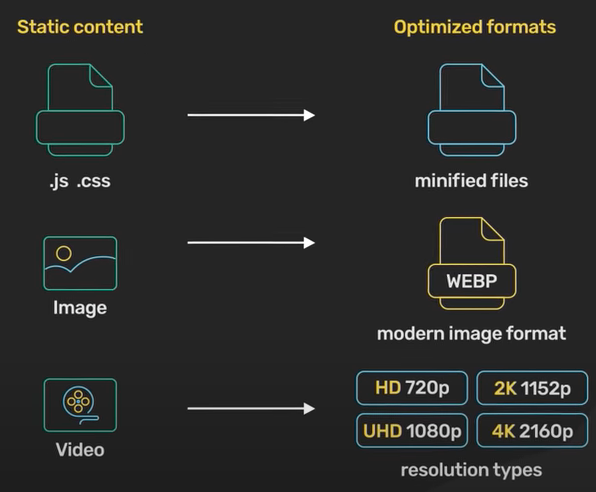 Static content
Optimized formats
.js .css
minified files
WEBP
Image
modern image format
HD 720p
2K 1152p
UHD 1080p
4K 2160p
Video
resolution types